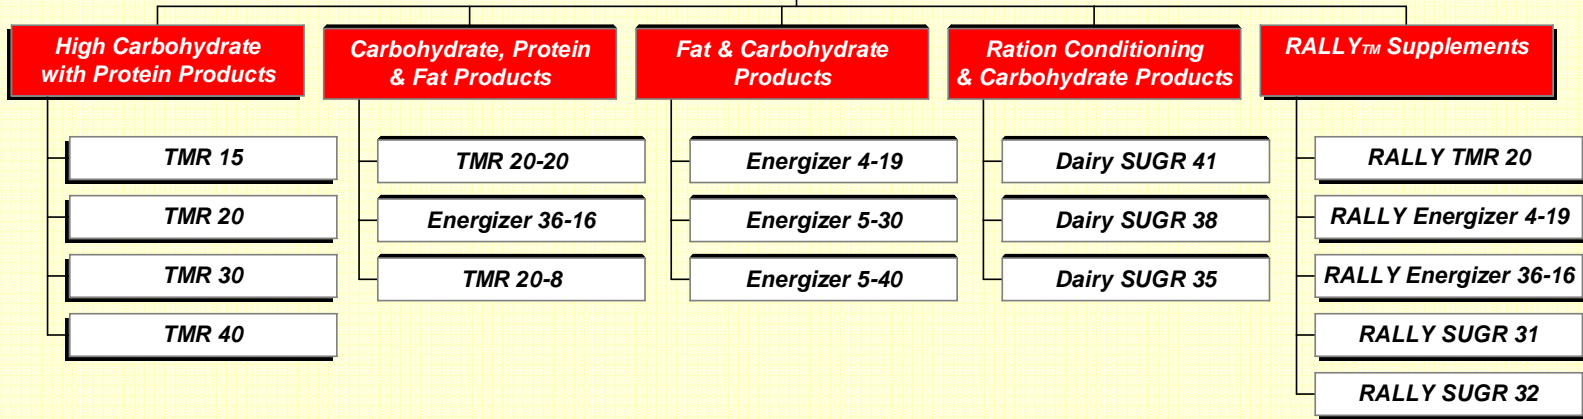 High Carbohydrate
with Protein Products
TMR 15
TMR 20
TMR 30
TMR 40
Carbohydrate, Protein
& Fat Products
TMR 20-20
Energizer 36-16
TMR 20-8
Fat & Carbohydrate
Products
Energizer 4-19
Energizer 5-30
Energizer 5-40
Ration Conditioning
& Carbohydrate Products
Dairy SUGR 41
Dairy SUGR 38
Dairy SUGR 35
RALLY™ Supplements
RALLY TMR 20
RALLY Energizer 4-19
RALLY Energizer 36-16
RALLY SUGR 31
RALLY SUGR 32